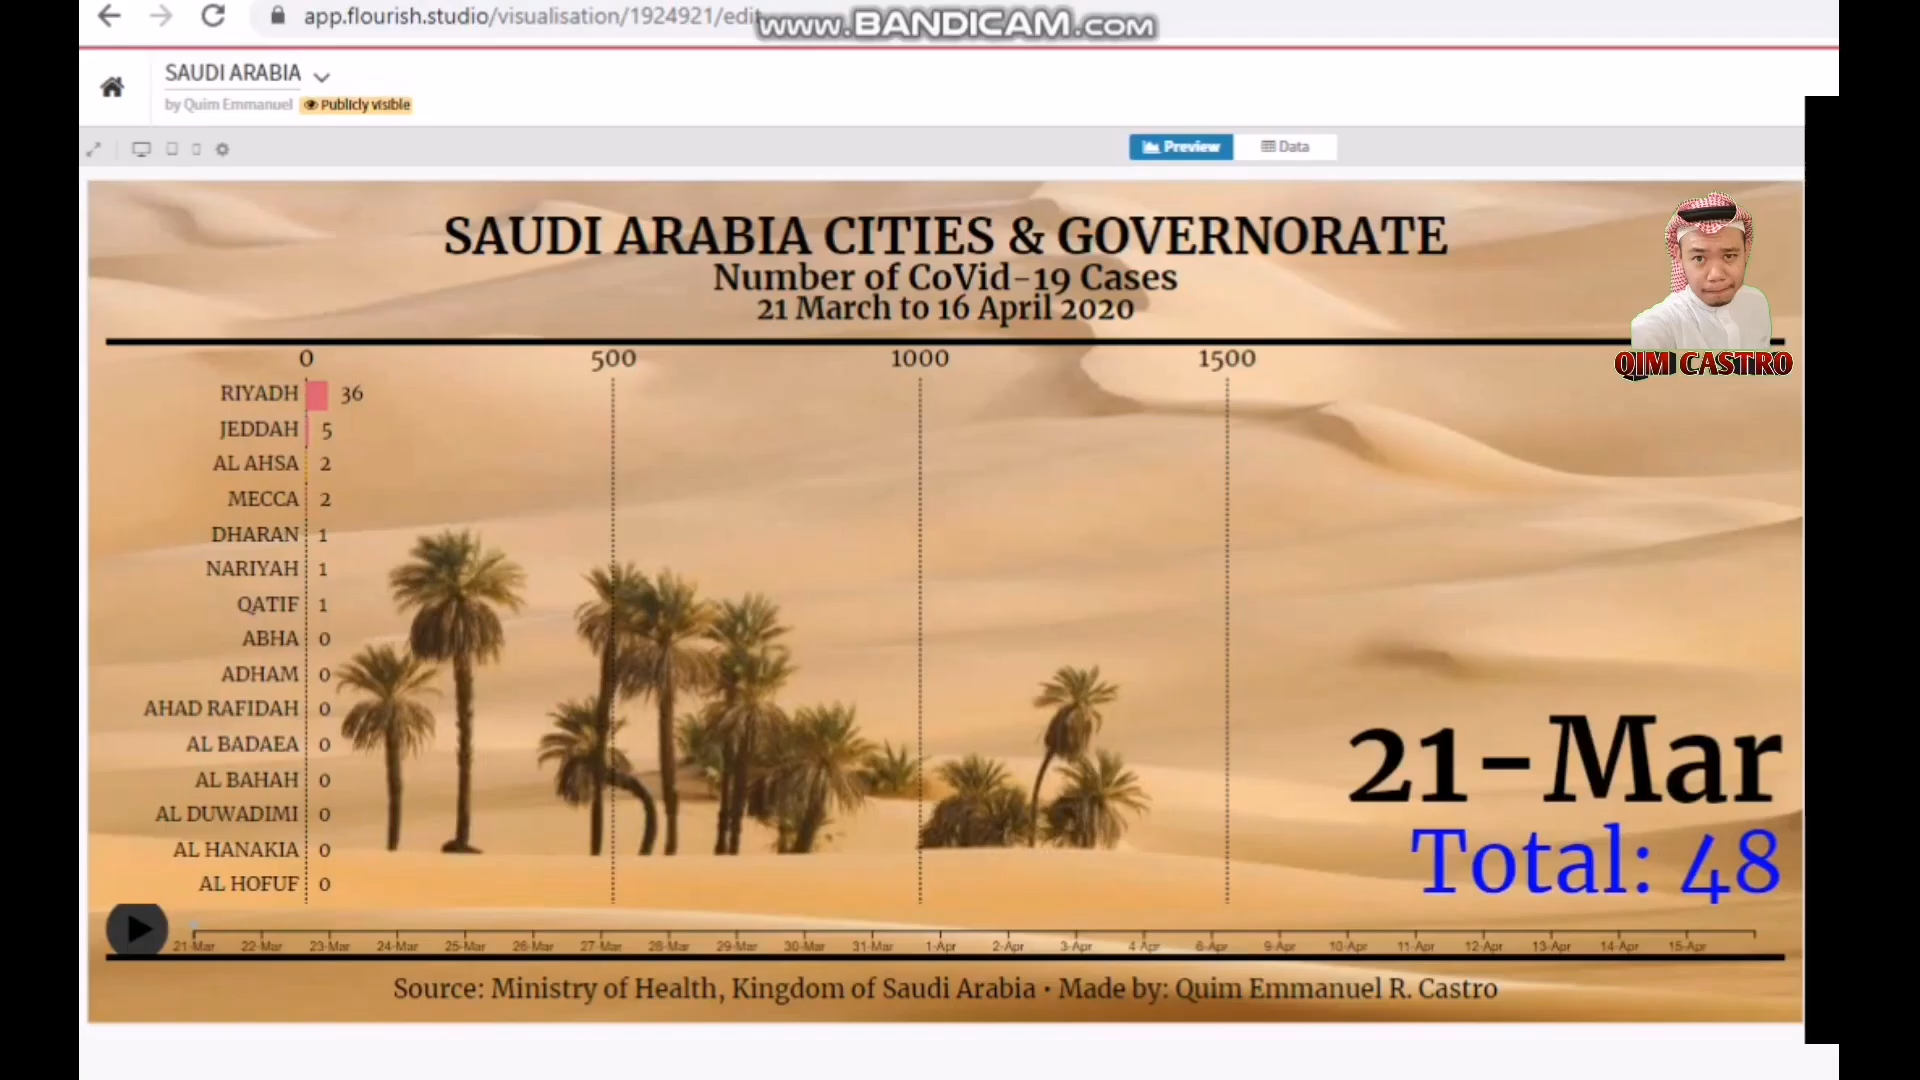 app.flourish.studio/visualisation/1924921/edit
www.BANDICAM.com
SAUDI ARABIA
by Quim Emmanuel Publicly visible
Preview Data
SAUDI ARABIA CITIES & GOVERNORATE
Number of CoVid-19 Cases
21 March to 16 April 2020
QIM CASTRO
0 500 1000 1500
RIYADH 36
JEDDAH 5
AL AHSA 2
MECCA 2
DHARAN 1
NARIYAH 1
QATIF 1
ABHA 0
ADHAM 0
AHAD RAFIDAH 0
AL BADAEA 0
AL BAHAH 0
AL DUWADIMI 0
AL HANAKIA 0
AL HOFUF 0
21-Mar
Total: 48
21-Mar 22-Mar 23-Mar 24-Mar 25-Mar 26-Mar 27-Mar 28-Mar 29-Mar 30-Mar 31-Mar 1-Apr 2-Apr 3-Apr 4-Apr 6-Apr 9-Apr 10-Apr 11-Apr 12-Apr 13-Apr 14-Apr 15-Apr
Source: Ministry of Health, Kingdom of Saudi Arabia • Made by: Quim Emmanuel R. Castro